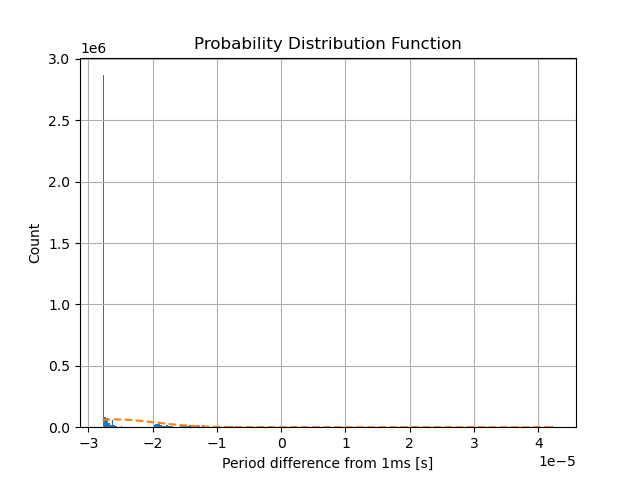 Probability Distribution Function
1e6
3.0
2.5
2.0
1.5
1.0
0.5
0.0
Count
−3 −2 −1 0 1 2 3 4
1e−5
Period difference from 1ms [s]